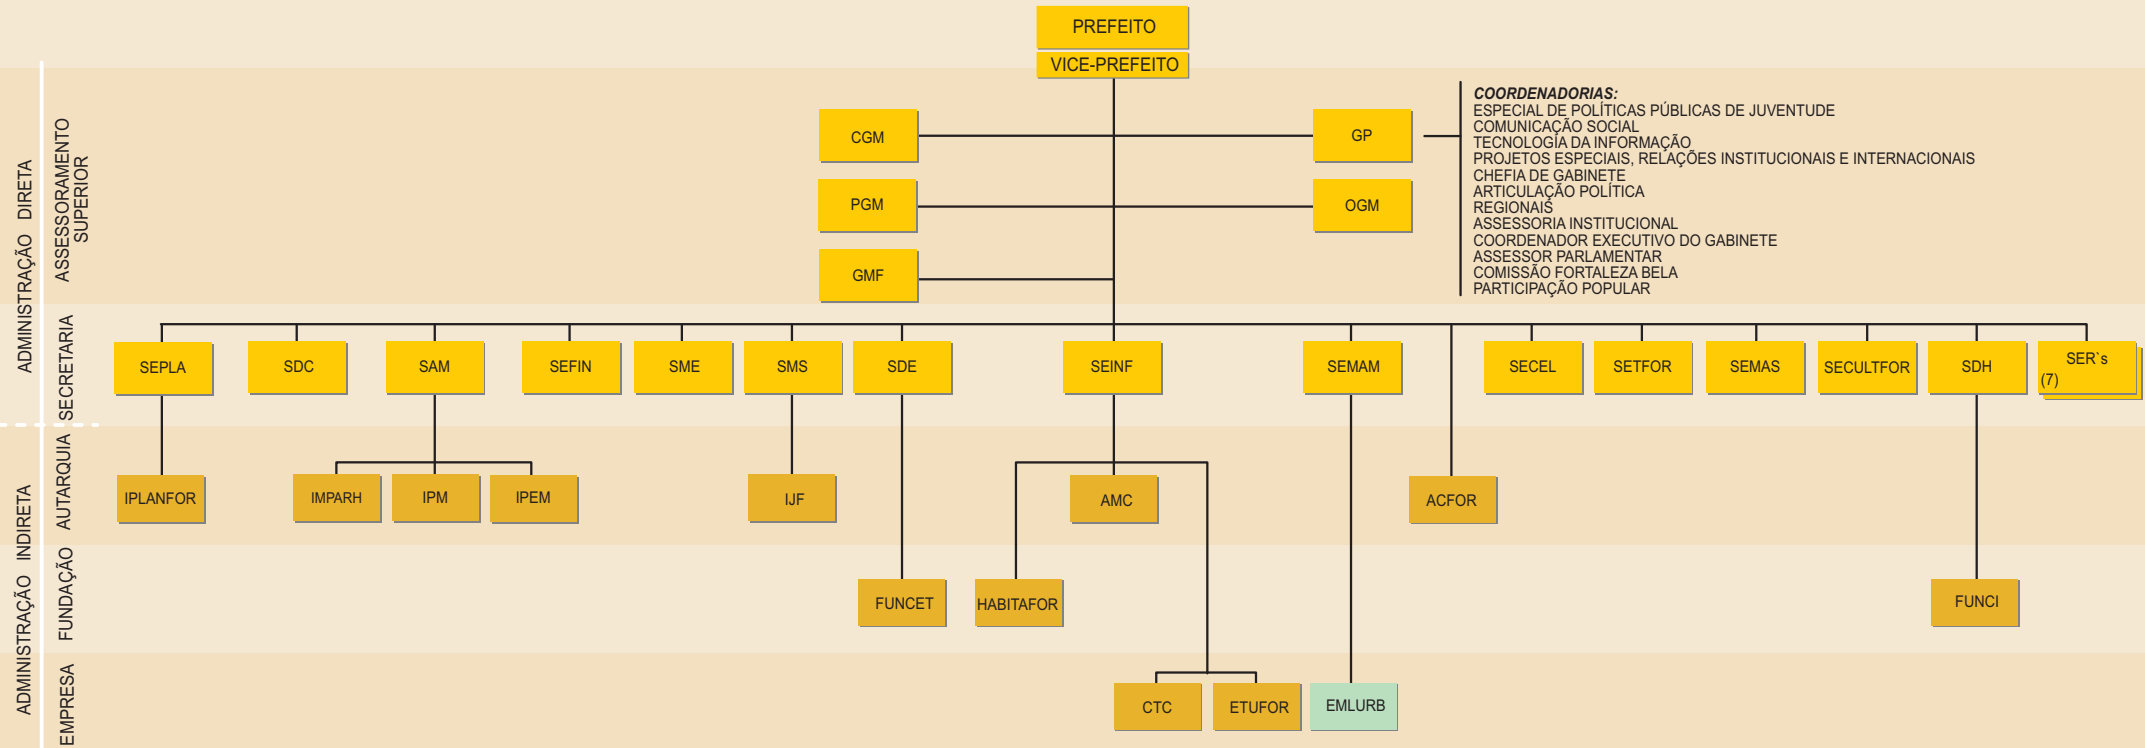 PREFEITO
VICE-PREFEITO
ADMINISTRAÇÃO DIRETA
ASSESSORAMENTO
SUPERIOR
CGM
GP
PGM
OGM
GMF
COORDENADORIAS:
ESPECIAL DE POLÍTICAS PÚBLICAS DE JUVENTUDE
COMUNICAÇÃO SOCIAL
TECNOLOGIA DA INFORMAÇÃO
PROJETOS ESPECIAIS, RELAÇÕES INSTITUCIONAIS E INTERNACIONAIS
CHEFIA DE GABINETE
ARTICULAÇÃO POLÍTICA
REGIONAIS
ASSESSORIA INSTITUCIONAL
COORDENADOR EXECUTIVO DO GABINETE
ASSESSOR PARLAMENTAR
COMISSÃO FORTALEZA BELA
PARTICIPAÇÃO POPULAR
SECRETARIA
SEPLA
SDC
SAM
SEFIN
SME
SMS
SDE
SEINF
SEMAM
SECEL
SETFOR
SEMAS
SECULTFOR
SDH
SER`s
(7)
ADMINISTRAÇÃO INDIRETA
AUTARQUIA
IPLANFOR
IMPARH
IPM
IPEM
IJF
AMC
ACFOR
FUNDAÇÃO
FUNCET
HABITAFOR
FUNCI
EMPRESA
CTC
ETUFOR
EMLURB